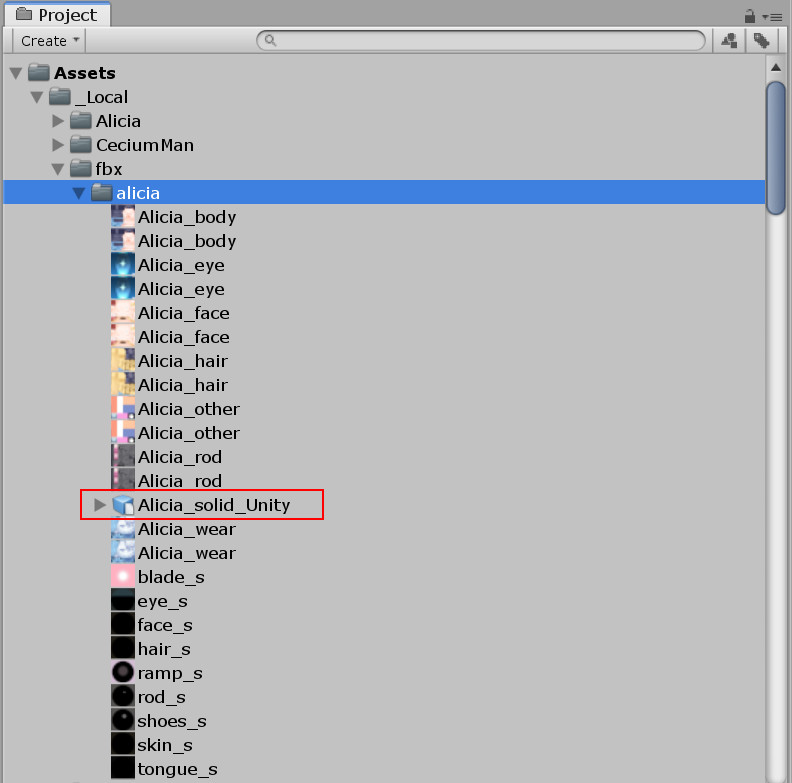 Project
Create
Assets
_Local
Alicia
CeciumMan
fbx
alicia
Alicia_body
Alicia_body
Alicia_eye
Alicia_eye
Alicia_face
Alicia_face
Alicia_hair
Alicia_hair
Alicia_other
Alicia_other
Alicia_rod
Alicia_rod
Alicia_solid_Unity
Alicia_wear
Alicia_wear
blade_s
eye_s
face_s
hair_s
ramp_s
rod_s
shoes_s
skin_s
tongue_s